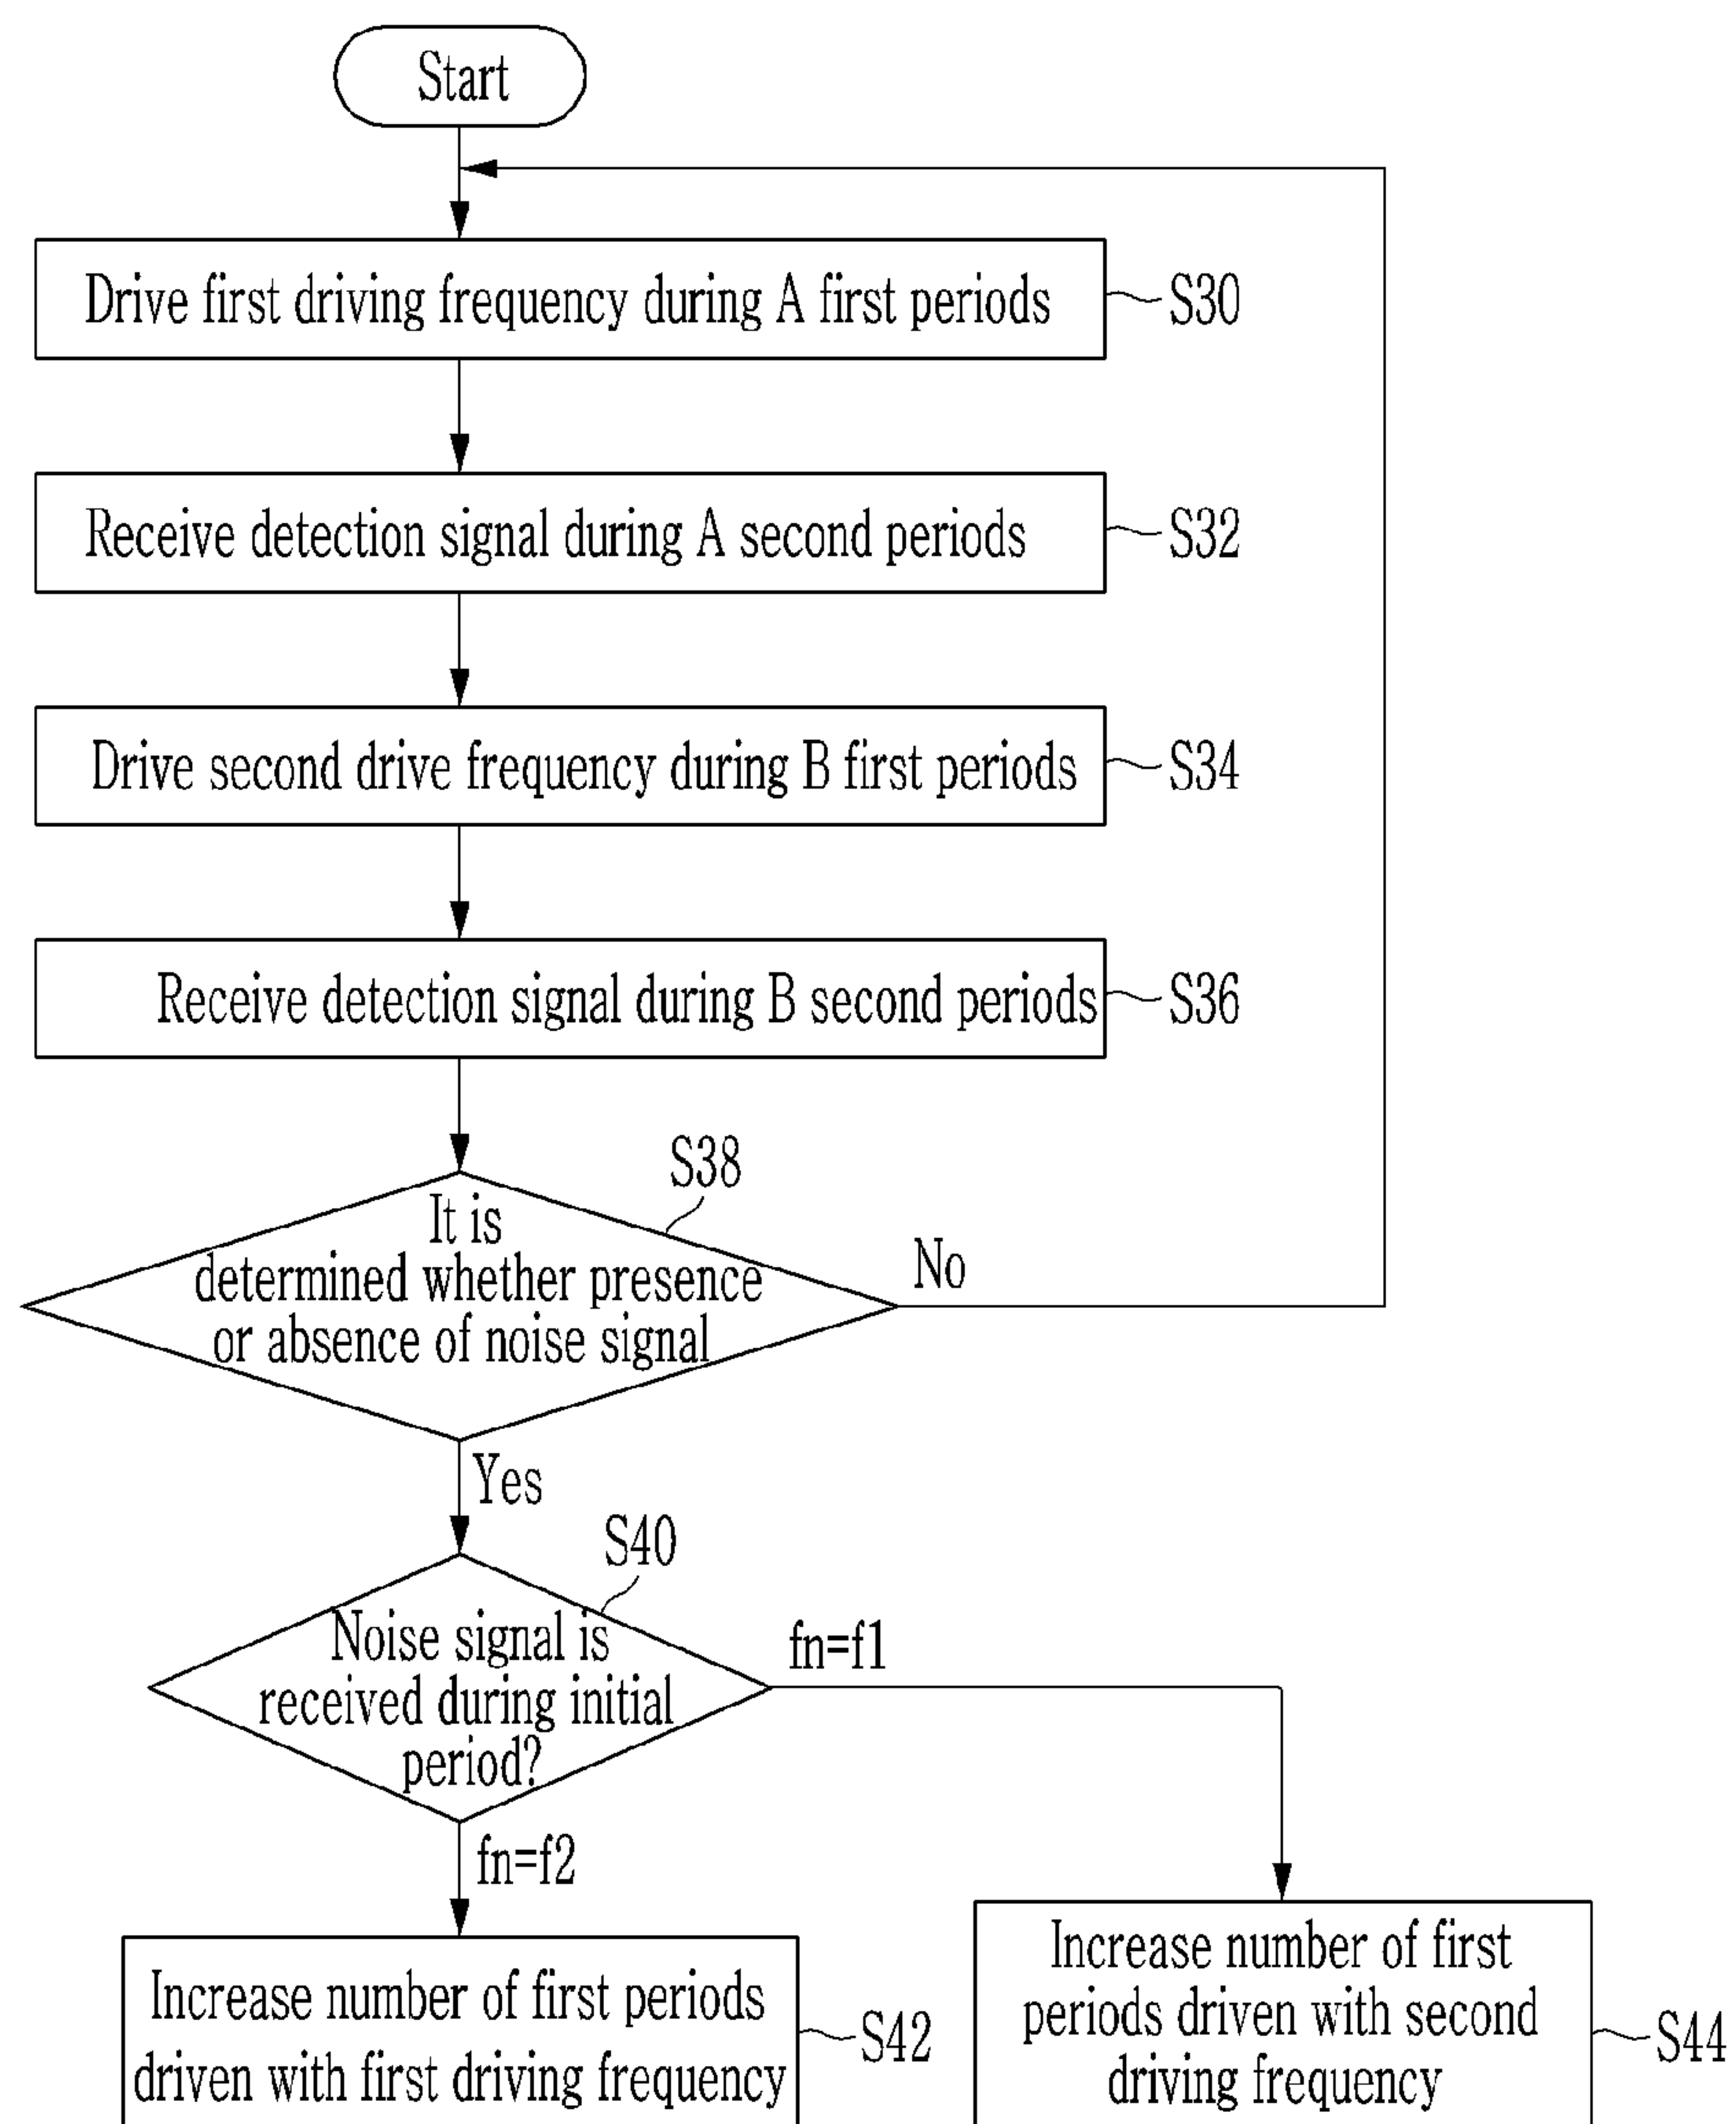 Start
Drive first driving frequency during A first periods
S30
Receive detection signal during A second periods
S32
Drive second drive frequency during B first periods
S34
Receive detection signal during B second periods
S36
S38
It is
determined whether presence
or absence of noise signal
No
Yes
S40
Noise signal is
received during initial
period?
fn=f1
fn=f2
Increase number of first periods
driven with first driving frequency
S42
Increase number of first
periods driven with second
driving frequency
S44